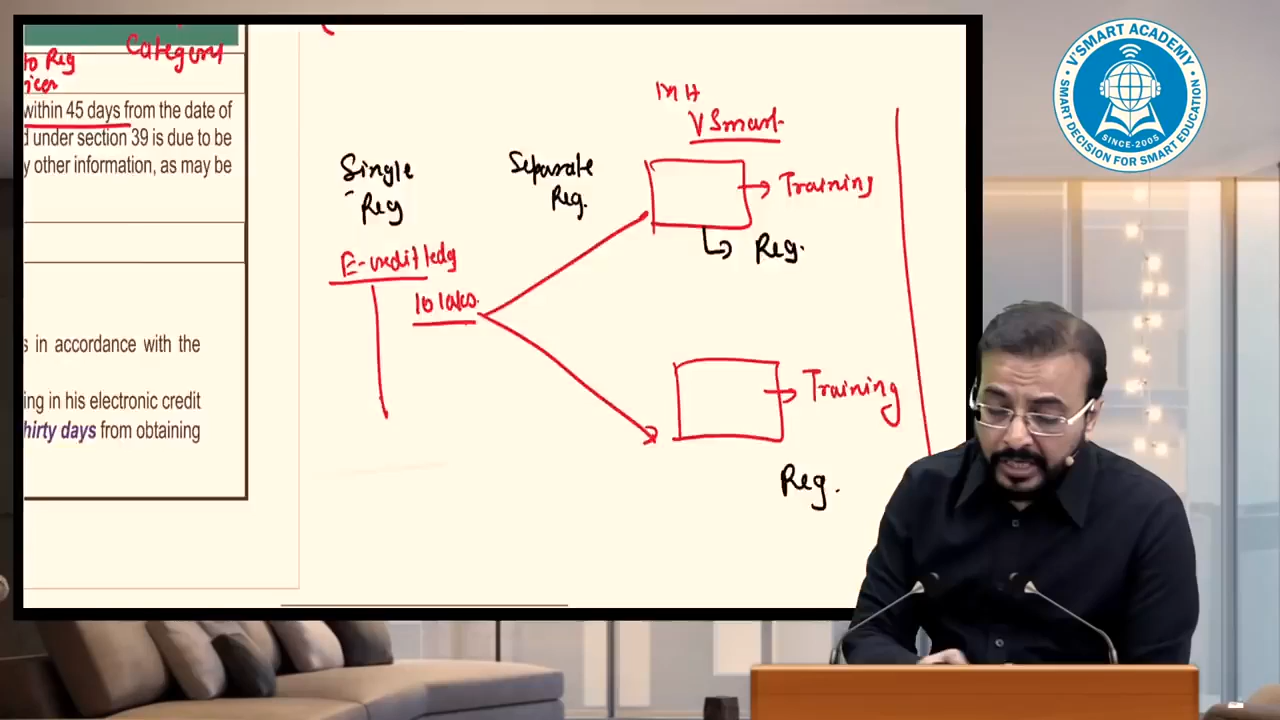 Category
to Reg
icer
within 45 days from the date of
d under section 39 is due to be
y other information, as may be
s in accordance with the
ing in his electronic credit
hirty days from obtaining
Single
Reg
E-credit ledg
10 lakhs.
Separate
Reg.
MH
VSmart
Training
Reg.
Training
Reg.
V'SMART ACADEMY
SMART DECISION FOR SMART EDUCATION
SINCE-2005